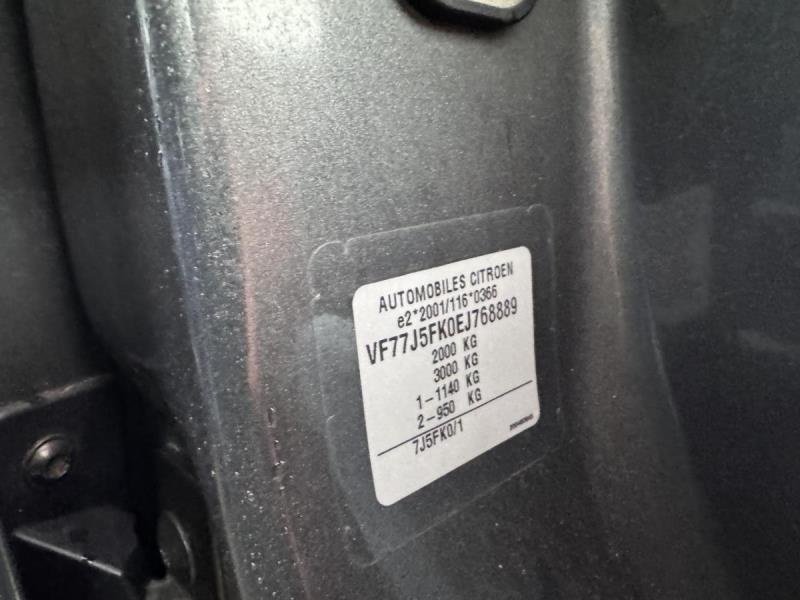 AUTOMOBILES CITROEN
e2*2001/116*0366
VF77J5FK0EJ768889
2000 KG
3000 KG
1-1140 KG
2-950 KG
7J5FK0/1